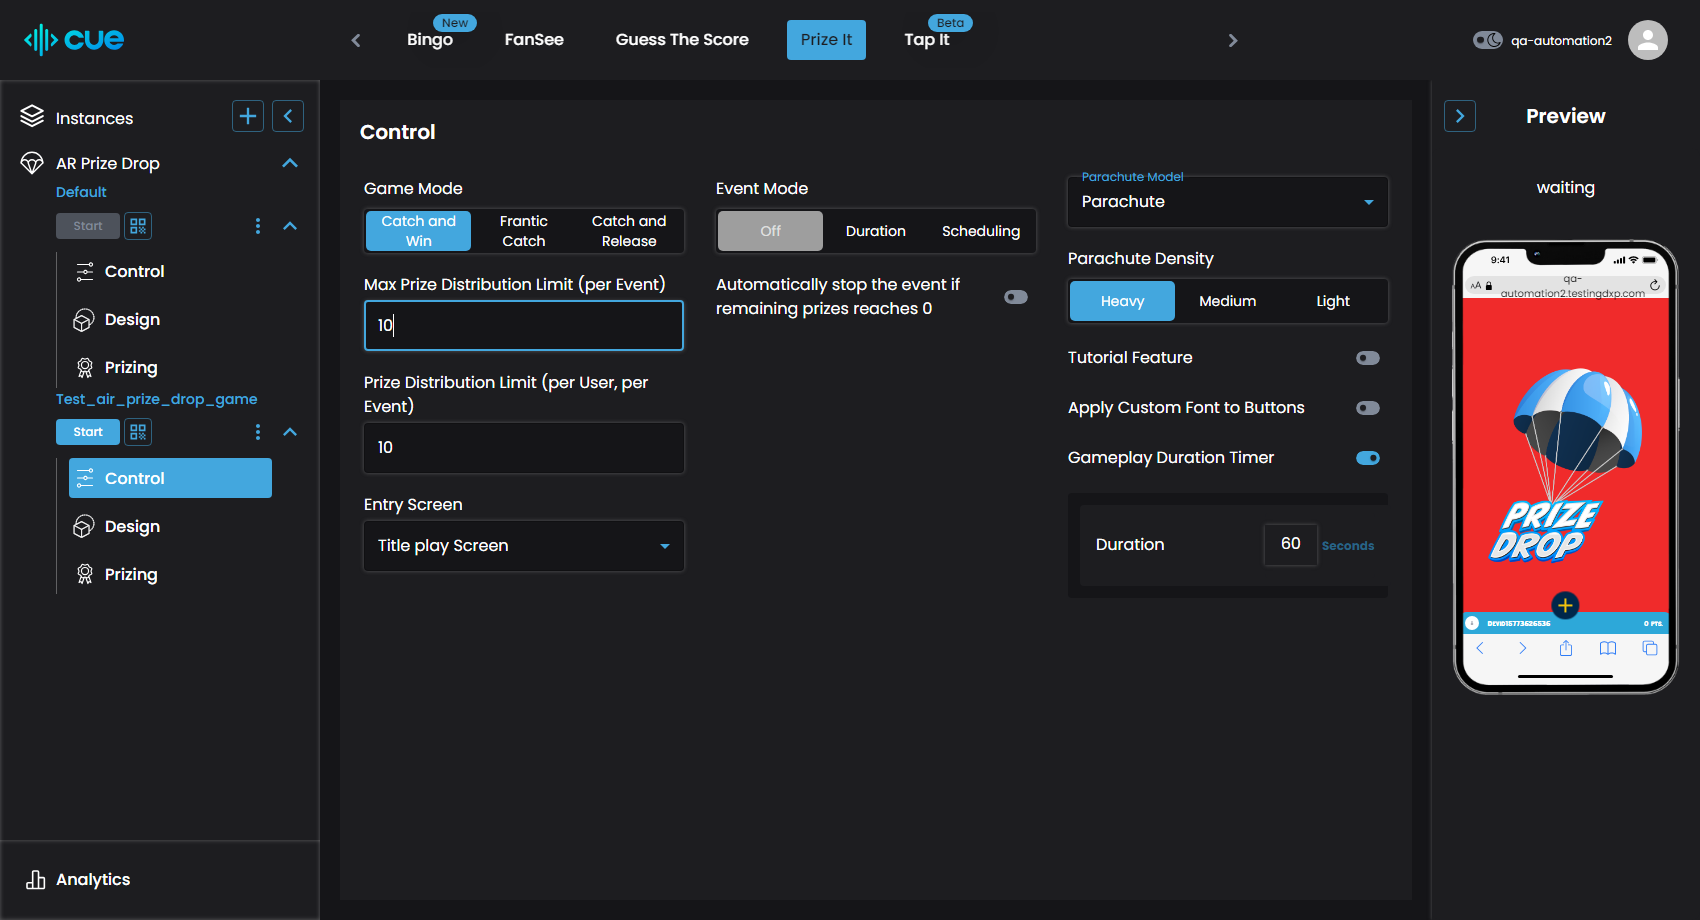 cue
New
Bingo
FanSee
Guess The Score
Prize It
Beta
Tap It
qa-automation2
Instances
AR Prize Drop
Default
Start
Control
Design
Prizing
Test_air_prize_drop_game
Start
Control
Design
Prizing
Analytics
Control
Game Mode
Catch and
Win
Frantic
Catch
Catch and
Release
Max Prize Distribution Limit (per Event)
10
Prize Distribution Limit (per User, per
Event)
10
Entry Screen
Title play Screen
Event Mode
Off
Duration
Scheduling
Automatically stop the event if
remaining prizes reaches 0
Parachute Model
Parachute
Parachute Density
Heavy
Medium
Light
Tutorial Feature
Apply Custom Font to Buttons
Gameplay Duration Timer
Duration
60
Seconds
Preview
waiting
9:41
AA
qa-
automation2.testingdxp.com
PRIZE
DROP
0 PTS.